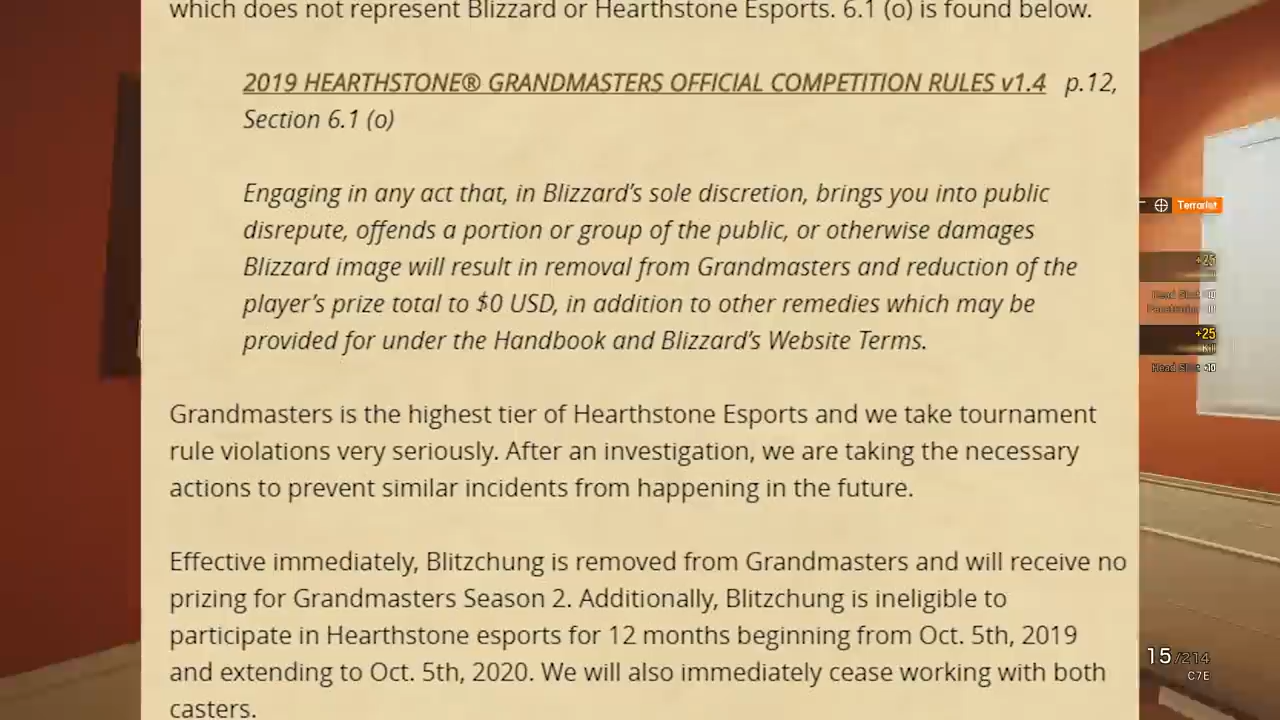 which does not represent Blizzard or Hearthstone Esports. 6.1 (o) is found below.
2019 HEARTHSTONE® GRANDMASTERS OFFICIAL COMPETITION RULES v1.4 p.12,
Section 6.1 (o)
Engaging in any act that, in Blizzard's sole discretion, brings you into public
disrepute, offends a portion or group of the public, or otherwise damages
Blizzard image will result in removal from Grandmasters and reduction of the
player's prize total to $0 USD, in addition to other remedies which may be
provided for under the Handbook and Blizzard's Website Terms.
Grandmasters is the highest tier of Hearthstone Esports and we take tournament
rule violations very seriously. After an investigation, we are taking the necessary
actions to prevent similar incidents from happening in the future.
Effective immediately, Blitzchung is removed from Grandmasters and will receive no
prizing for Grandmasters Season 2. Additionally, Blitzchung is ineligible to
participate in Hearthstone esports for 12 months beginning from Oct. 5th, 2019
and extending to Oct. 5th, 2020. We will also immediately cease working with both
casters.
Terrorist
+25
Head Shot +10
Penetration
+25
Kill
Head Shot +10
15 /214
C7E